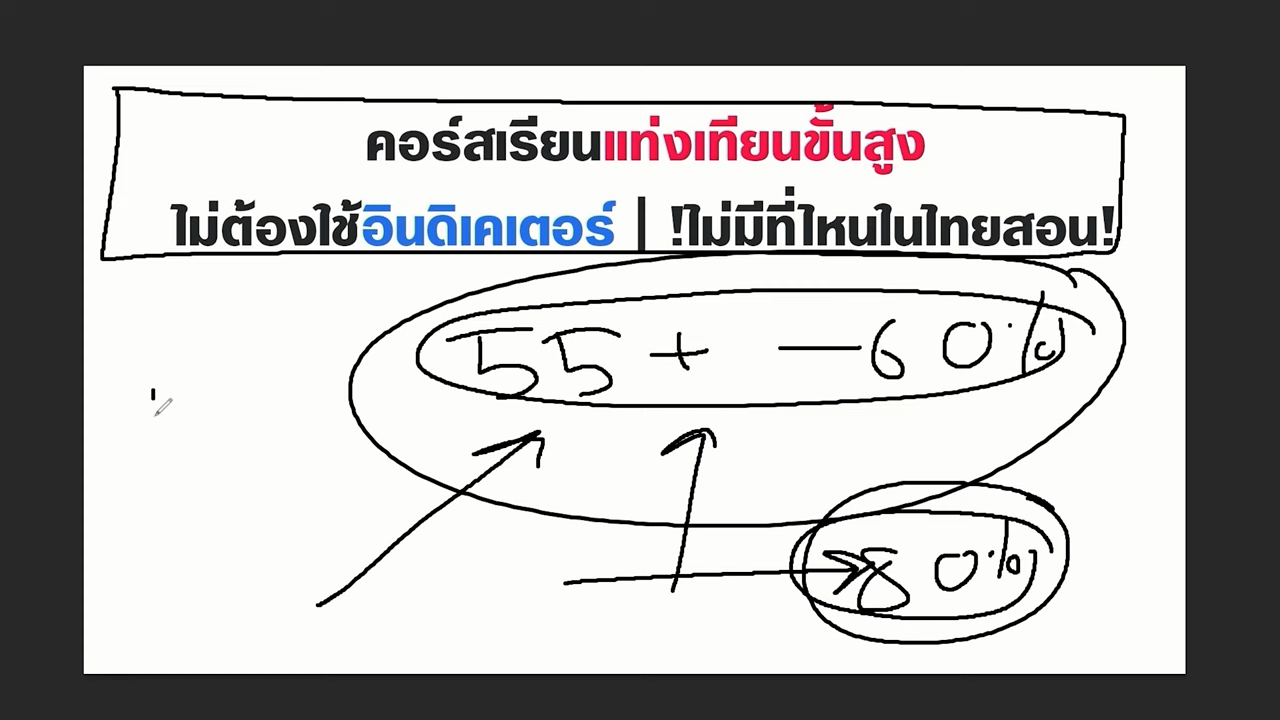 คอร์สเรียนแท่งเทียนขั้นสูง
ไม่ต้องใช้อินดิเคเตอร์ | !ไม่มีที่ไหนในไทยสอน!
55 + - 60%
80%